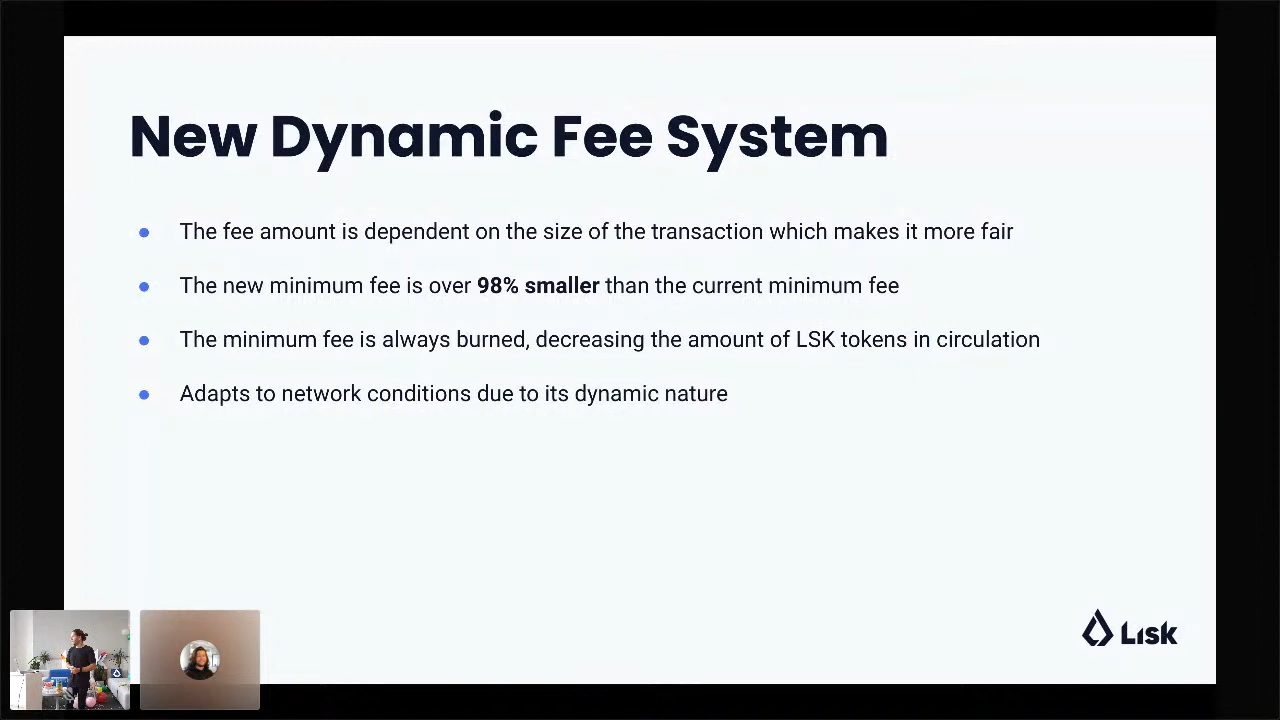 New Dynamic Fee System
The fee amount is dependent on the size of the transaction which makes it more fair
The new minimum fee is over 98% smaller than the current minimum fee
The minimum fee is always burned, decreasing the amount of LSK tokens in circulation
Adapts to network conditions due to its dynamic nature
Lisk